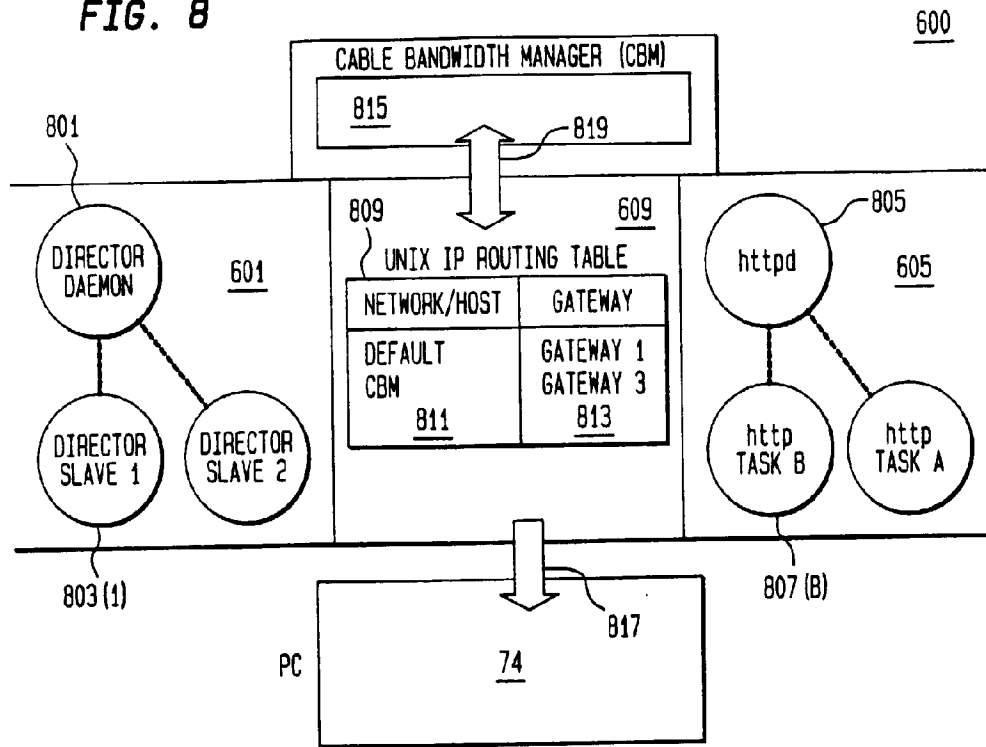 FIG. 8
600
CABLE BANDWIDTH MANAGER (CBM)
815
819
801
DIRECTOR
DAEMON
601
DIRECTOR
SLAVE 1
DIRECTOR
SLAVE 2
803(1)
809
609
UNIX IP ROUTING TABLE
NETWORK/HOST
GATEWAY
DEFAULT
CBM
811
GATEWAY 1
GATEWAY 3
813
805
httpd
605
http
TASK B
http
TASK A
807(B)
817
PC
74